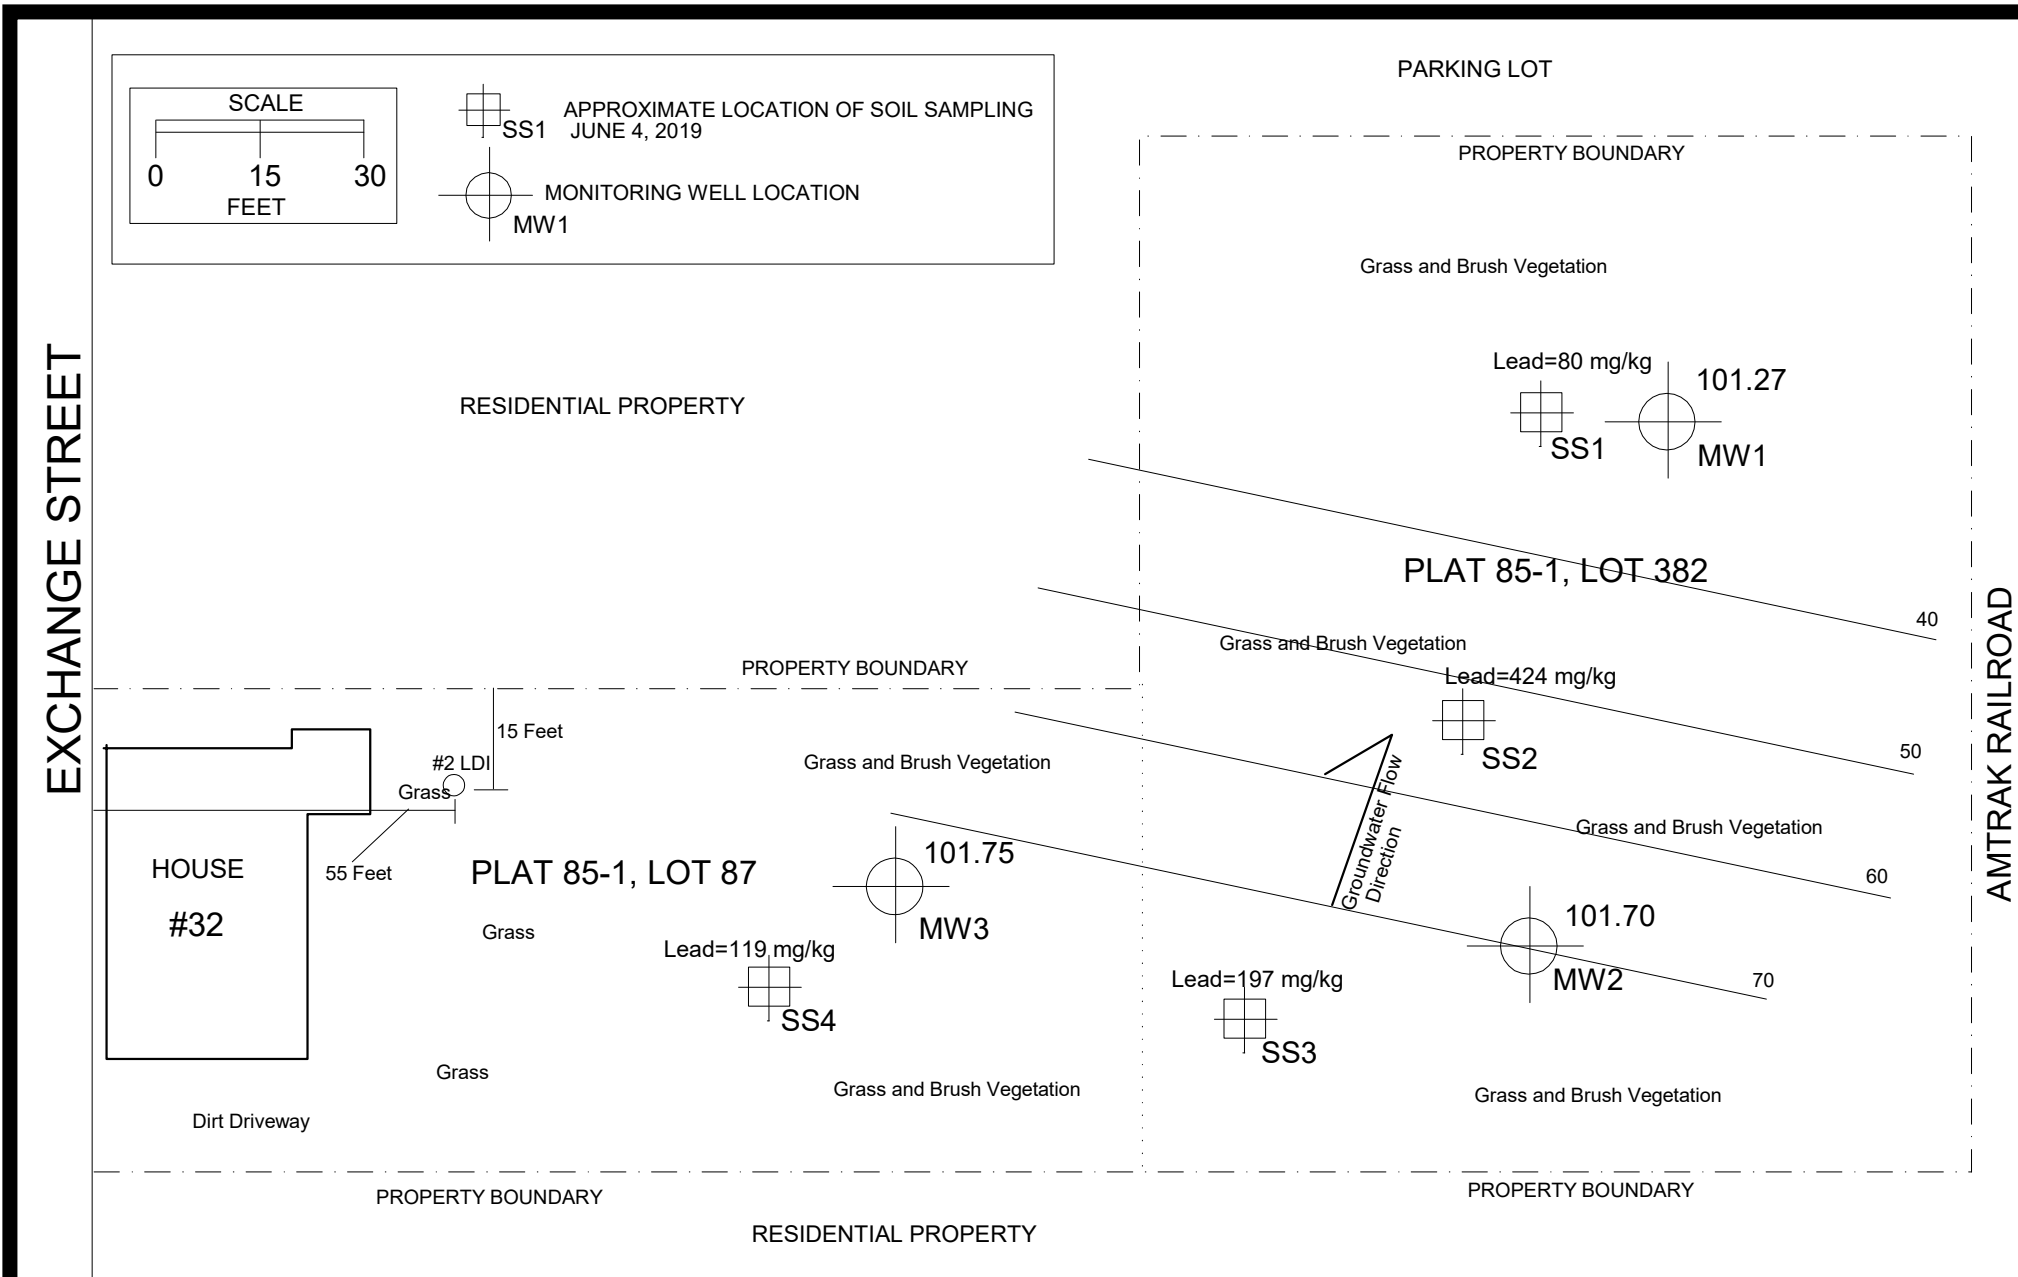 SCALE
0 15 30
FEET
SS1
APPROXIMATE LOCATION OF SOIL SAMPLING
JUNE 4, 2019
MONITORING WELL LOCATION
MW1
PARKING LOT
PROPERTY BOUNDARY
Grass and Brush Vegetation
Lead=80 mg/kg
101.27
SS1
MW1
EXCHANGE STREET
RESIDENTIAL PROPERTY
PLAT 85-1, LOT 382
40
AMTRAK RAILROAD
Grass and Brush Vegetation
PROPERTY BOUNDARY
Lead=424 mg/kg
15 Feet
SS2
50
#2 LDI
Grass and Brush Vegetation
Grass
Groundwater Flow
Direction
Grass and Brush Vegetation
HOUSE
#32
55 Feet
PLAT 85-1, LOT 87
101.75
MW3
60
101.70
MW2
Grass
Lead=119 mg/kg
SS4
Lead=197 mg/kg
SS3
70
Grass
Grass and Brush Vegetation
Grass and Brush Vegetation
Dirt Driveway
PROPERTY BOUNDARY
PROPERTY BOUNDARY
RESIDENTIAL PROPERTY